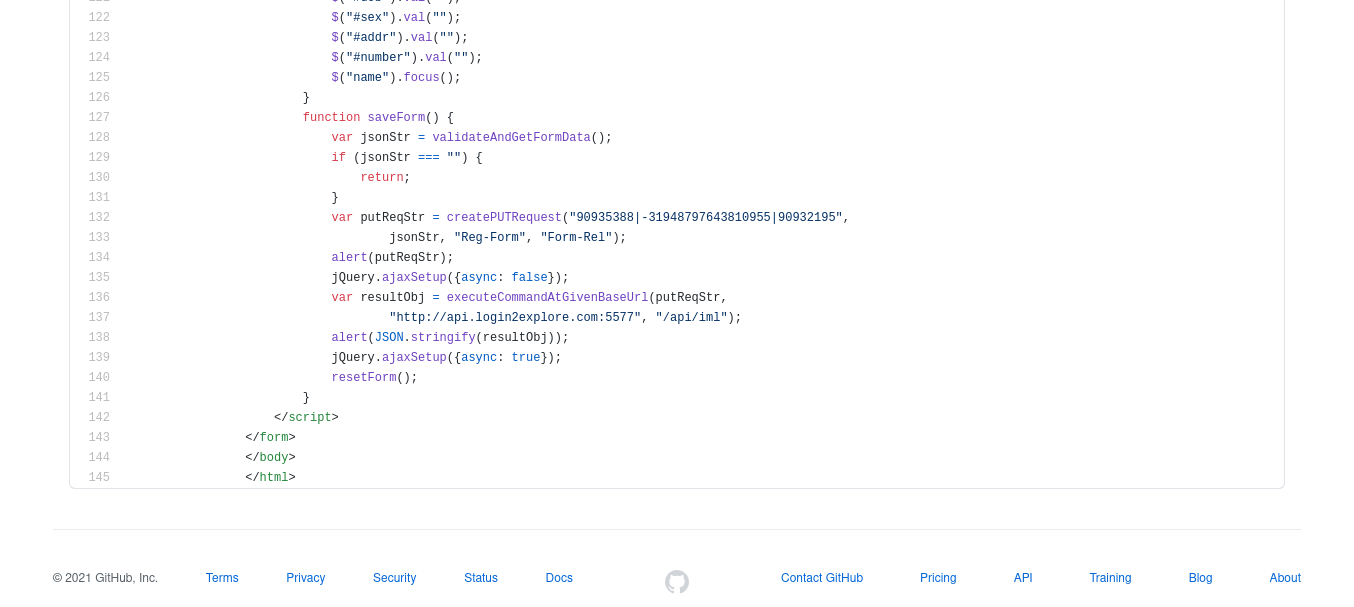 122 $("#sex").val("");
123 $("#addr").val("");
124 $("#number").val("");
125 $("name").focus();
126 }
127 function saveForm() {
128 var jsonStr = validateAndGetFormData();
129 if (jsonStr === "") {
130 return;
131 }
132 var putReqStr = createPUTRequest("90935388|-31948797643810955|90932195",
133 jsonStr, "Reg-Form", "Form-Rel");
134 alert(putReqStr);
135 jQuery.ajaxSetup({async: false});
136 var resultObj = executeCommandAtGivenBaseUrl(putReqStr,
137 "http://api.login2explore.com:5577", "/api/iml");
138 alert(JSON.stringify(resultObj));
139 jQuery.ajaxSetup({async: true});
140 resetForm();
141 }
142 </script>
143 </form>
144 </body>
145 </html>
© 2021 GitHub, Inc. Terms Privacy Security Status Docs Contact GitHub Pricing API Training Blog About